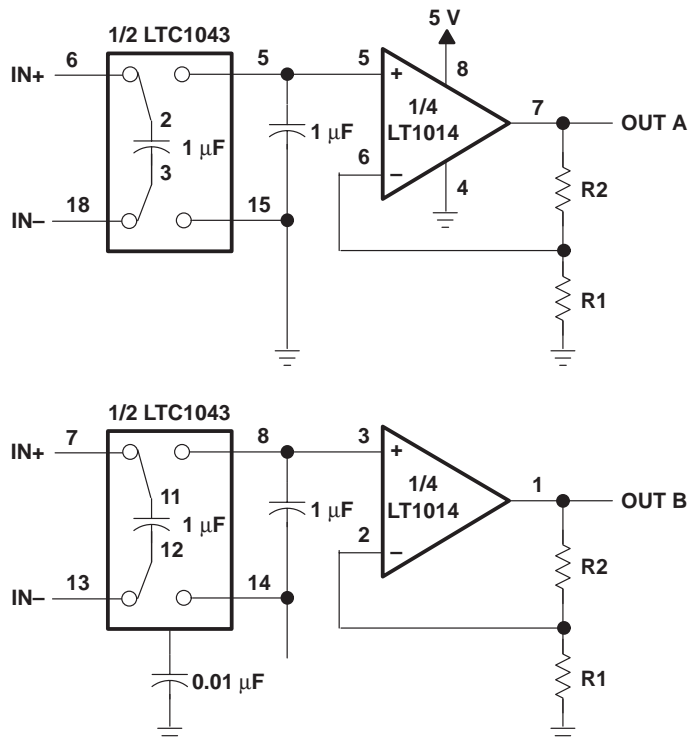 5 V
1/2 LTC1043
6
5
5
8
IN+
+
1/4
LT1014
7
OUT A
2
1 μF
3
1 μF
6
–
4
R2
18
15
IN–
R1
1/2 LTC1043
7
8
3
IN+
+
1/4
LT1014
1
OUT B
11
1 μF
12
1 μF
2
–
R2
13
14
IN–
0.01 μF
R1